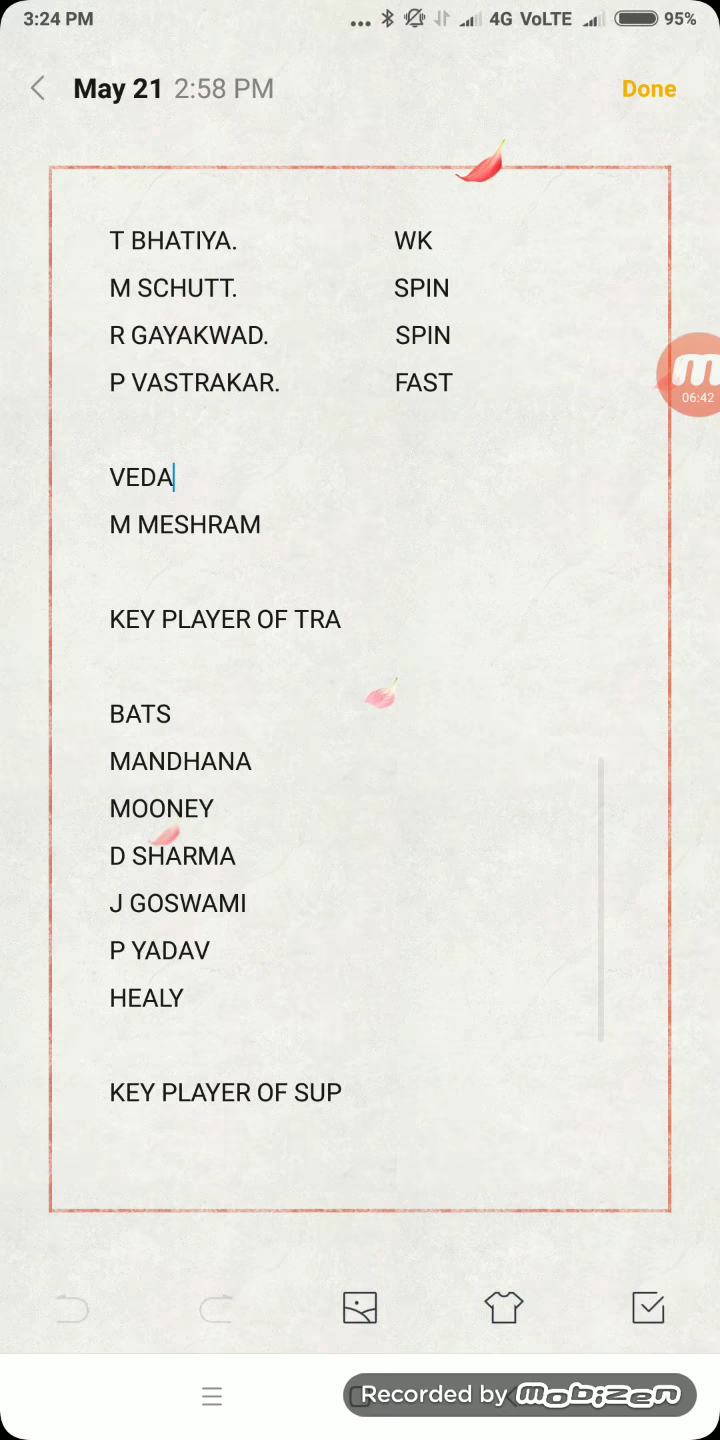 3:24 PM ... 4G VoLTE 95%
May 21 2:58 PM Done
T BHATIYA. WK
M SCHUTT. SPIN
R GAYAKWAD. SPIN
P VASTRAKAR. FAST
06:42
VEDA
M MESHRAM
KEY PLAYER OF TRA
BATS
MANDHANA
MOONEY
D SHARMA
J GOSWAMI
P YADAV
HEALY
KEY PLAYER OF SUP
Recorded by mobizen